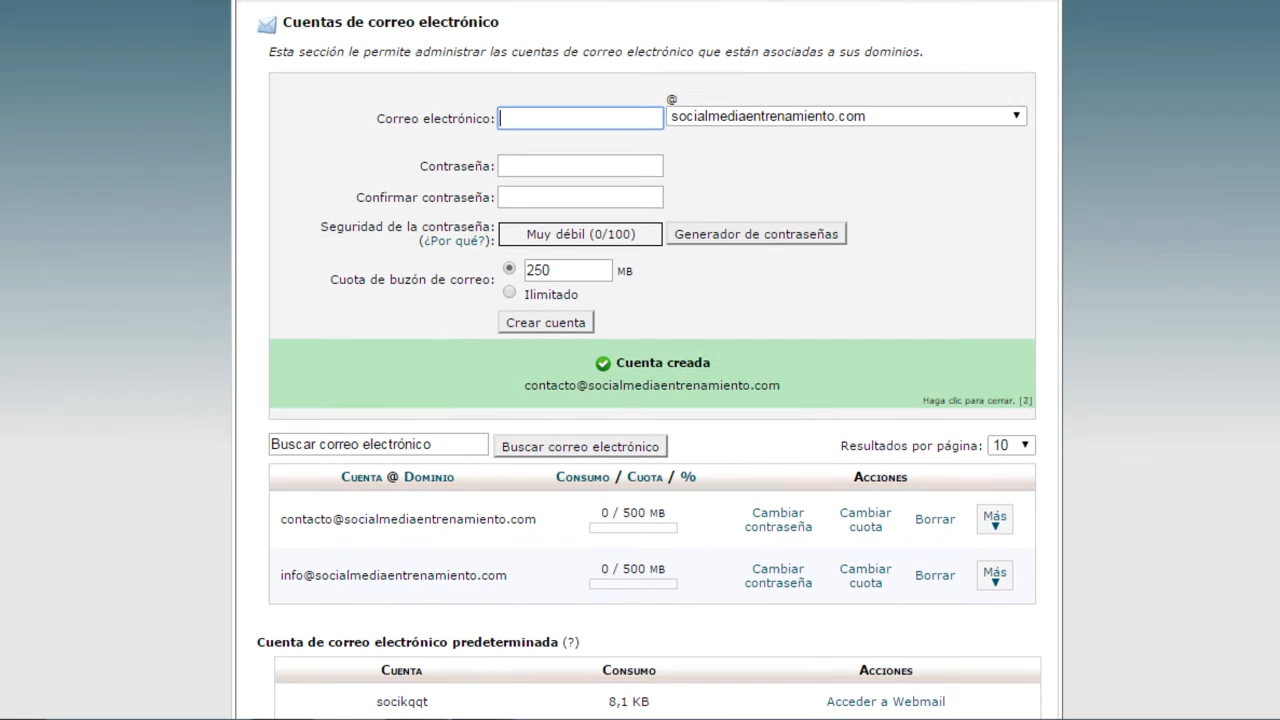 Cuentas de correo electrónico
Esta sección le permite administrar las cuentas de correo electrónico que están asociadas a sus dominios.
@
Correo electrónico:
socialmediaentrenamiento.com
Contraseña:
Confirmar contraseña:
Seguridad de la contraseña:
(¿Por qué?):
Muy débil (0/100)
Generador de contraseñas
Cuota de buzón de correo:
250
MB
Ilimitado
Crear cuenta
Cuenta creada
contacto@socialmediaentrenamiento.com
Haga clic para cerrar. [2]
Buscar correo electrónico
Buscar correo electrónico
Resultados por página:
10
Cuenta @ Dominio
Consumo / Cuota / %
Acciones
contacto@socialmediaentrenamiento.com
0 / 500 MB
Cambiar contraseña
Cambiar cuota
Borrar
Más
info@socialmediaentrenamiento.com
0 / 500 MB
Cambiar contraseña
Cambiar cuota
Borrar
Más
Cuenta de correo electrónico predeterminada (?)
Cuenta
Consumo
Acciones
socikqqt
8,1 KB
Acceder a Webmail